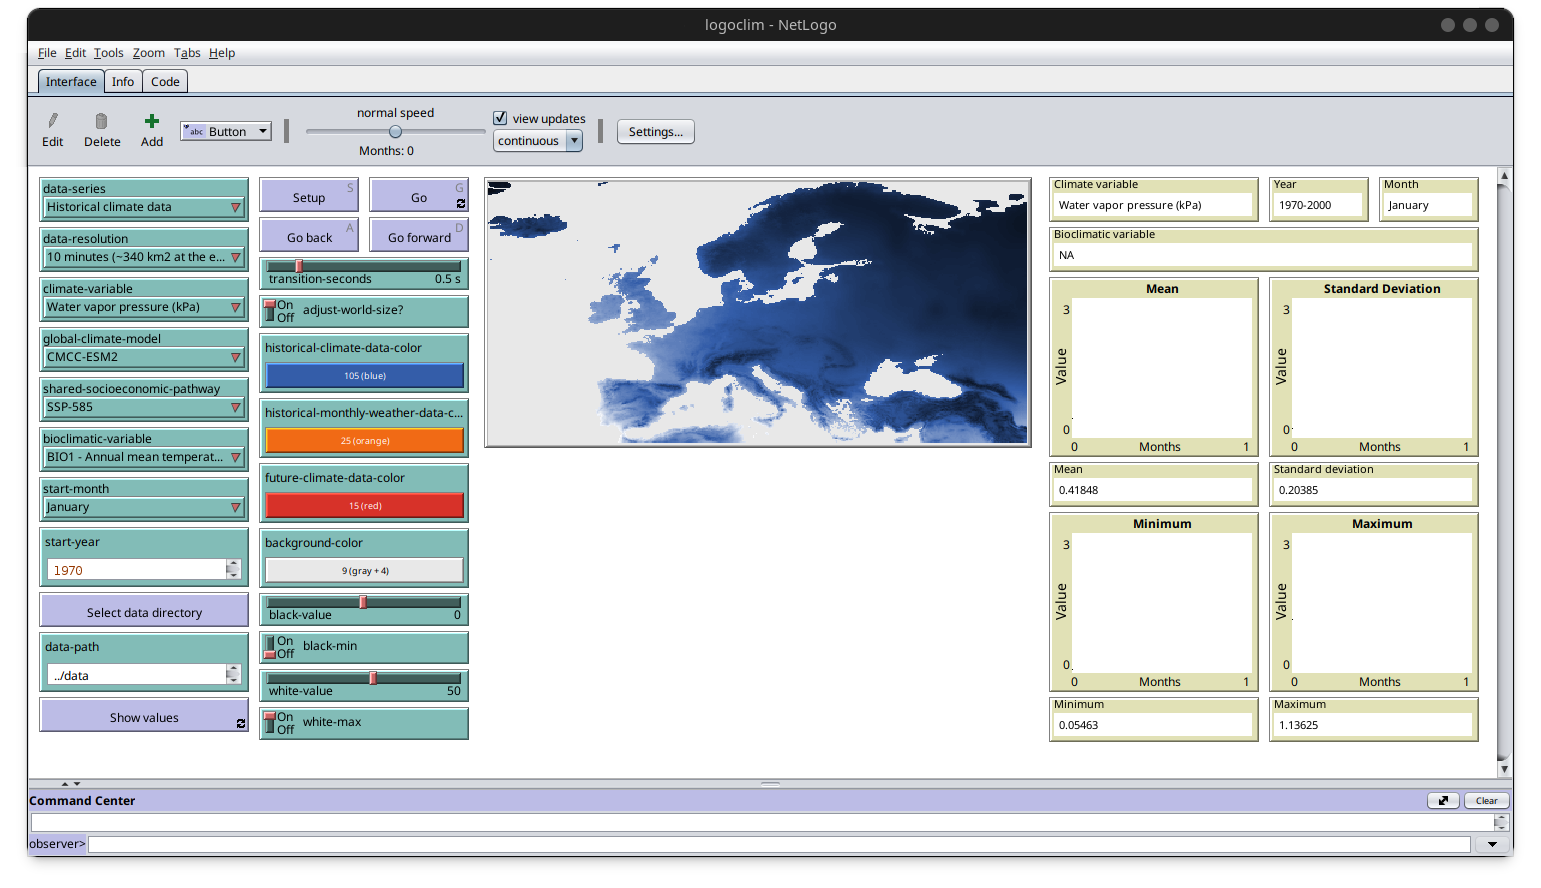 logoclim - NetLogo
File Edit Tools Zoom Tabs Help
Interface Info Code
Edit
Delete
Add
abc Button
normal speed
Months: 0
view updates
continuous
Settings...
data-series
Historical climate data
data-resolution
10 minutes (~340 km2 at the e...
climate-variable
Water vapor pressure (kPa)
global-climate-model
CMCC-ESM2
shared-socioeconomic-pathway
SSP-585
bioclimatic-variable
BIO1 - Annual mean temperat...
start-month
January
start-year
1970
Select data directory
data-path
../data
Show values
Setup S
Go G
Go back A
Go forward D
transition-seconds 0.5 s
On
Off
adjust-world-size?
historical-climate-data-color
105 (blue)
historical-monthly-weather-data-c...
25 (orange)
future-climate-data-color
15 (red)
background-color
9 (gray + 4)
black-value 0
On
Off
black-min
white-value 50
On
Off
white-max
Climate variable
Water vapor pressure (kPa)
Year
1970-2000
Month
January
Bioclimatic variable
NA
Mean
3
Value
0
0 Months 1
Standard Deviation
3
Value
0
0 Months 1
Mean
0.41848
Standard deviation
0.20385
Minimum
3
Value
0
0 Months 1
Maximum
3
Value
0
0 Months 1
Minimum
0.05463
Maximum
1.13625
Command Center
Clear
observer>